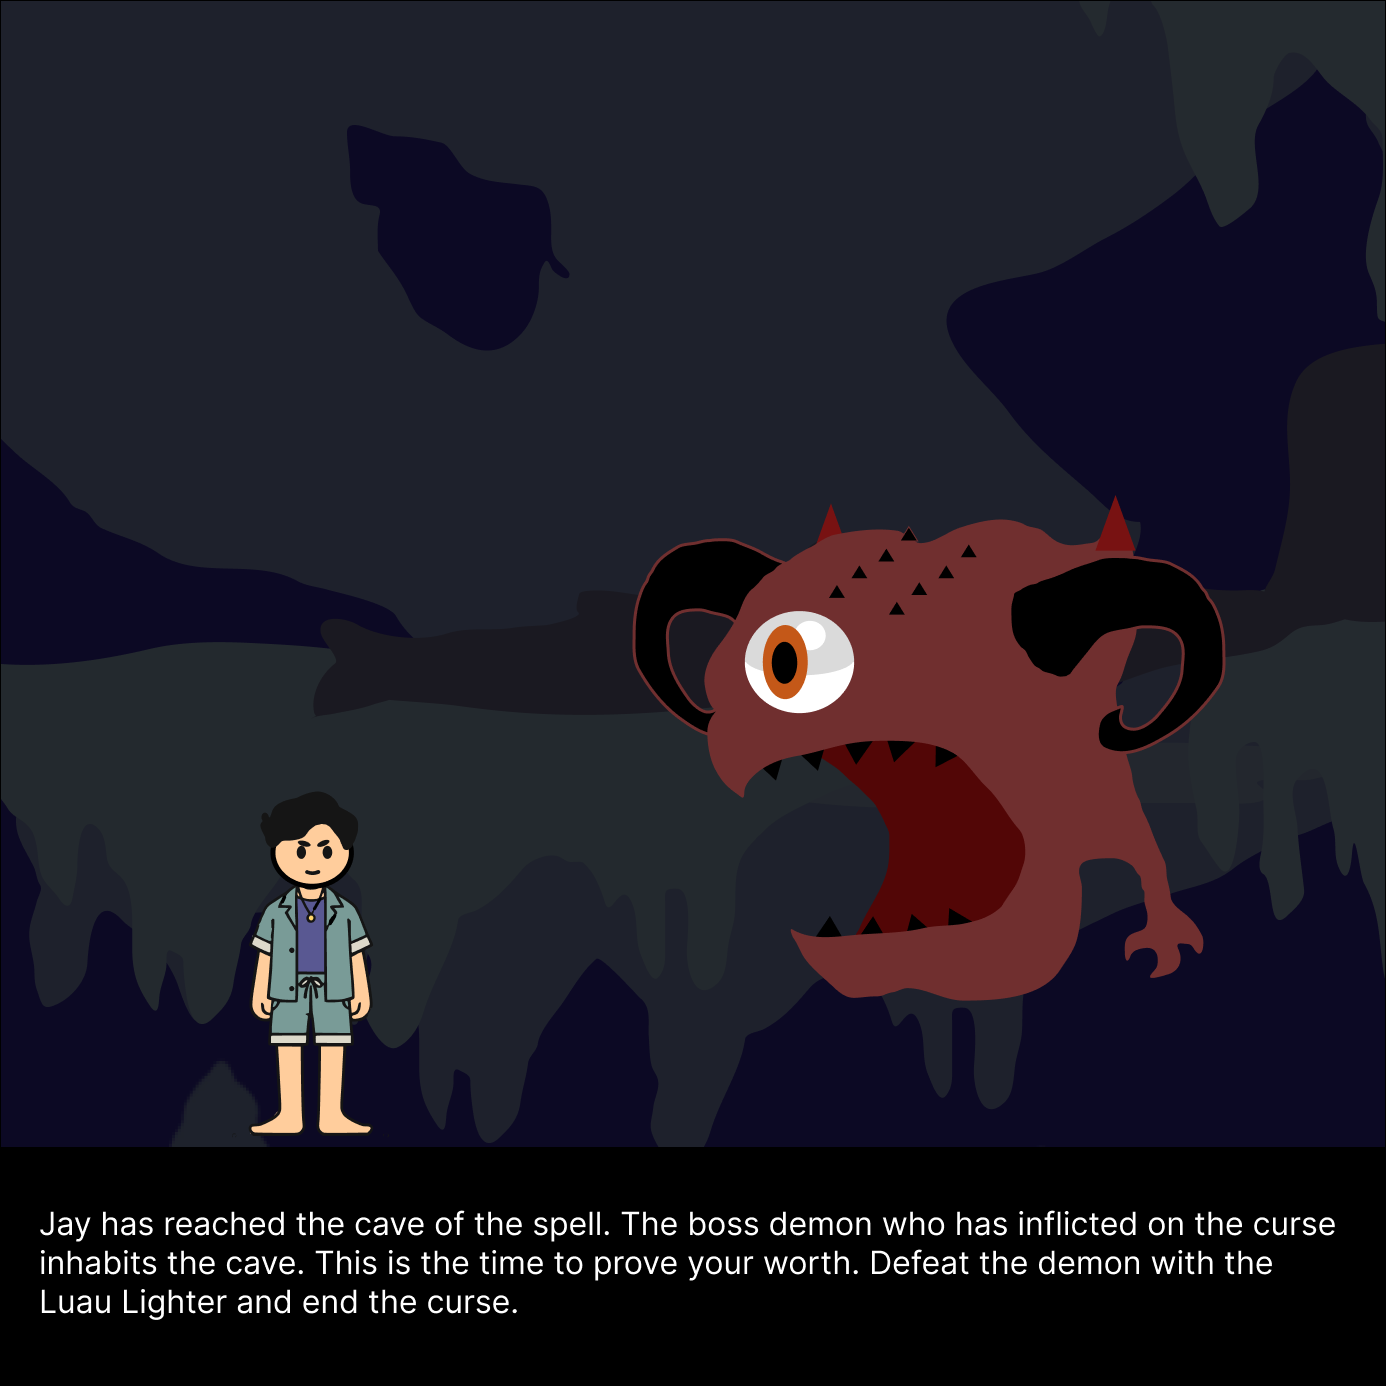 Jay has reached the cave of the spell. The boss demon who has inflicted on the curse
inhabits the cave. This is the time to prove your worth. Defeat the demon with the
Luau Lighter and end the curse.